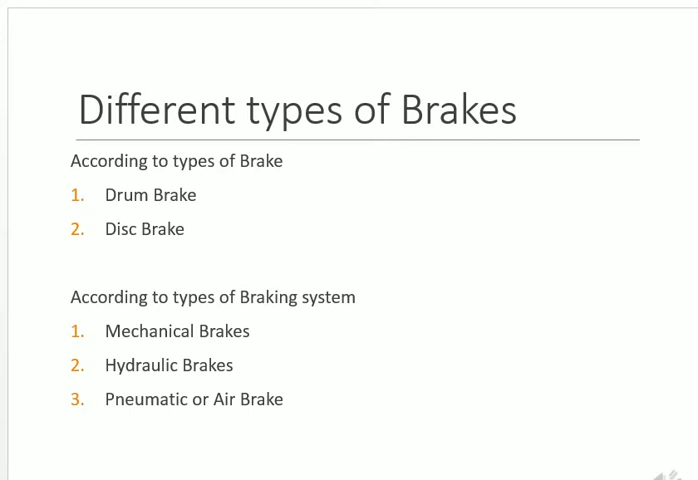 Different types of Brakes
According to types of Brake
1. Drum Brake
2. Disc Brake
According to types of Braking system
1. Mechanical Brakes
2. Hydraulic Brakes
3. Pneumatic or Air Brake